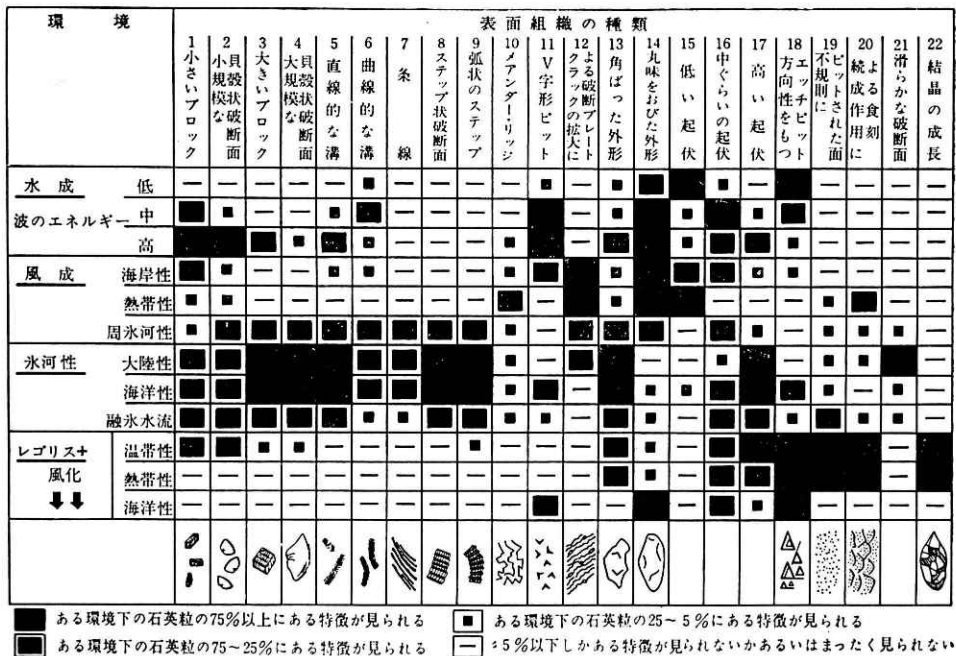 環境
表面組織の種類
1 小さいブロック
2 小規模な貝殻状破断面
3 大きいブロック
4 大規模な貝殻状破断面
5 直線的な溝
6 曲線的な溝
7 条線
8 ステップ状破断面
9 弧状のステップ
10 メアンダー・リッジ
11 V字形ピット
12 クラックの拡大による破断プレート
13 角ばった外形
14 丸味をおびた外形
15 低い起伏
16 中ぐらいの起伏
17 高い起伏
18 方向性をもつエッチピット
19 不規則にピットされた面
20 続成作用による食刻
21 滑らかな破断面
22 結晶の成長
水成 低
波のエネルギー 中
高
風成 海岸性
熱帯性
周氷河性
氷河性 大陸性
海洋性
融氷水流
レゴリス+ 温帯性
風化 熱帯性
海洋性
ある環境下の石英粒の75%以上にある特徴が見られる
ある環境下の石英粒の25~5%にある特徴が見られる
ある環境下の石英粒の75~25%にある特徴が見られる
5%以下しかある特徴が見られないかあるいはまったく見られない